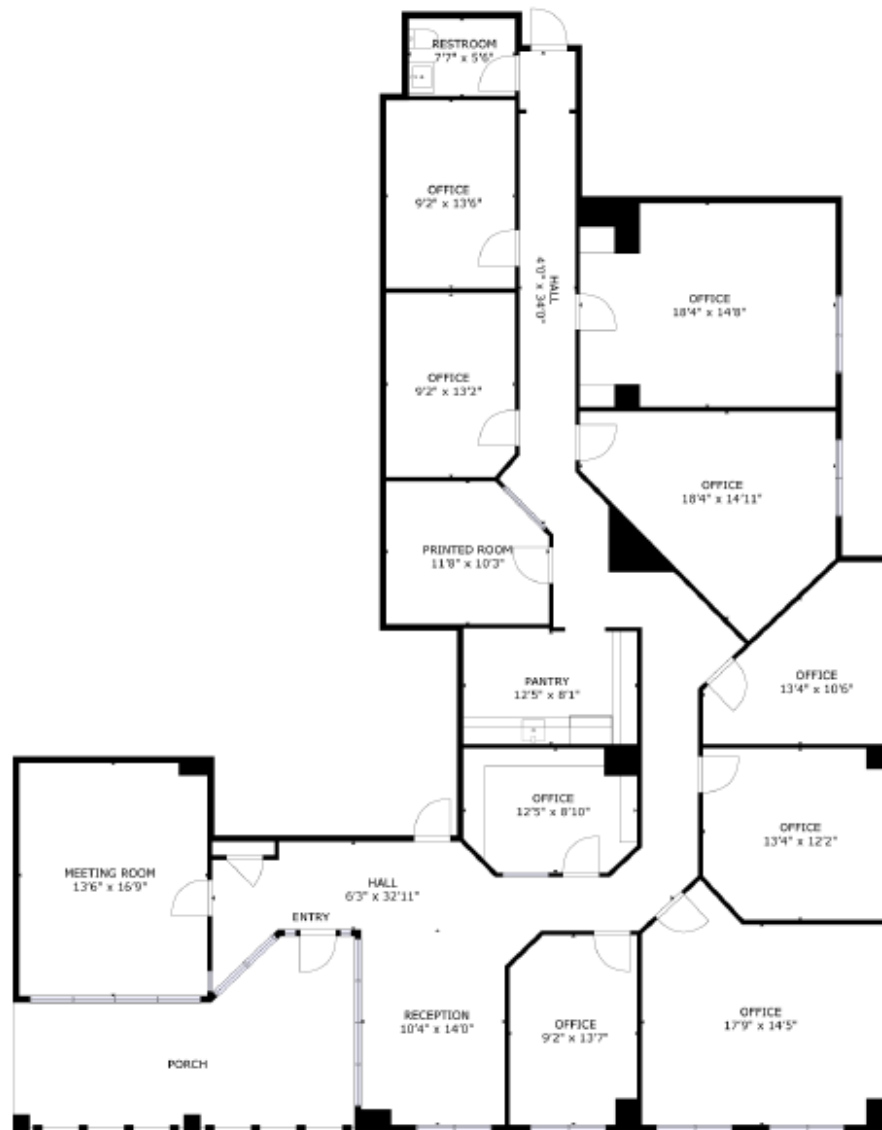 RESTROOM
7'7" x 5'6"
OFFICE
9'2" x 13'6"
HALL
4'0" x 34'0"
OFFICE
18'4" x 14'8"
OFFICE
9'2" x 13'2"
OFFICE
18'4" x 14'11"
PRINTED ROOM
11'8" x 10'3"
PANTRY
12'5" x 8'1"
OFFICE
13'4" x 10'6"
OFFICE
12'5" x 8'10"
OFFICE
13'4" x 12'2"
MEETING ROOM
13'6" x 16'9"
HALL
6'3" x 32'11"
ENTRY
RECEPTION
10'4" x 14'0"
OFFICE
9'2" x 13'7"
OFFICE
17'9" x 14'5"
PORCH